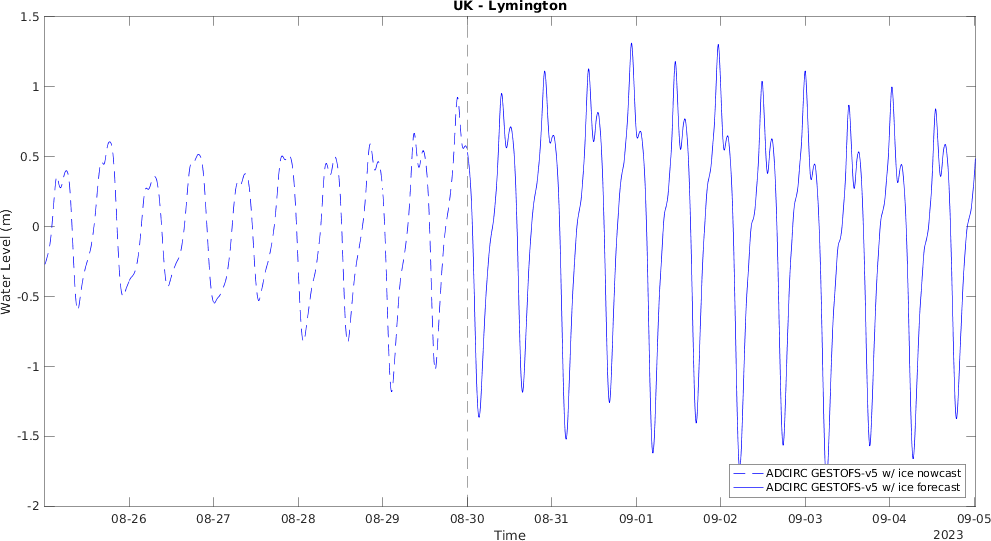 UK - Lymington
1.5
1
0.5
0
-0.5
-1
-1.5
-2
Water Level (m)
08-26 08-27 08-28 08-29 08-30 08-31 09-01 09-02 09-03 09-04 09-05
Time
2023
ADCIRC GESTOFS-v5 w/ ice nowcast
ADCIRC GESTOFS-v5 w/ ice forecast